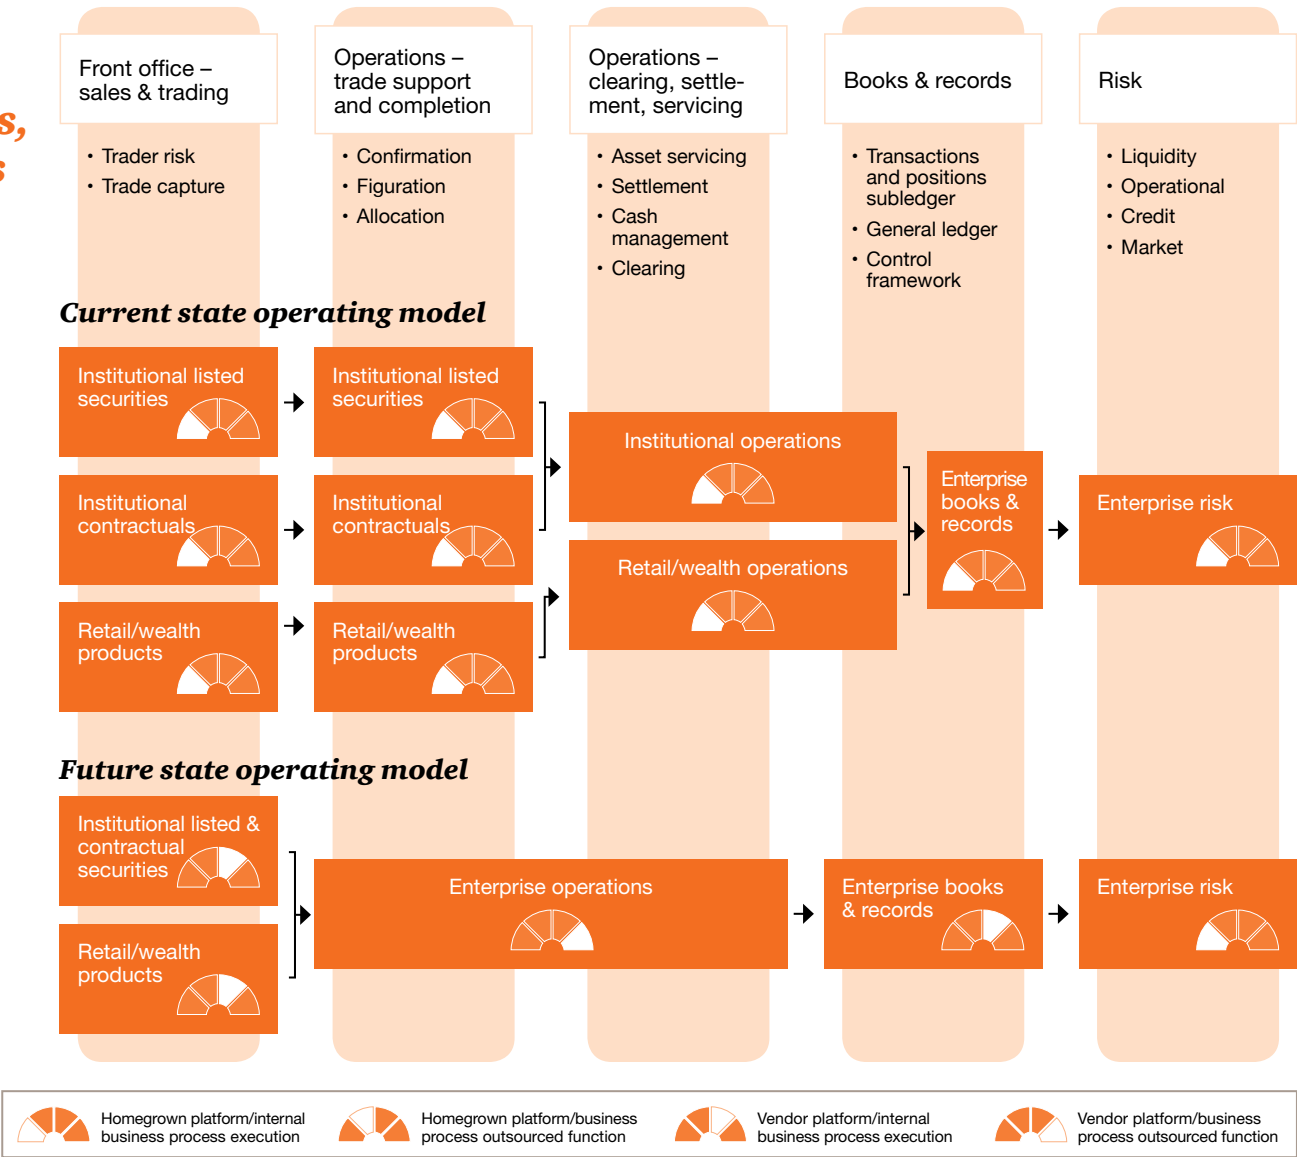 s,
s
Front office –
sales & trading
Operations –
trade support
and completion
Operations –
clearing, settle-
ment, servicing
Books & records
Risk
• Trader risk
• Trade capture
• Confirmation
• Figuration
• Allocation
• Asset servicing
• Settlement
• Cash
management
• Clearing
• Transactions
and positions
subledger
• General ledger
• Control
framework
• Liquidity
• Operational
• Credit
• Market
Current state operating model
Institutional listed
securities
Institutional listed
securities
Institutional
contractuals
Institutional
contractuals
Retail/wealth
products
Retail/wealth
products
Institutional operations
Retail/wealth operations
Enterprise
books &
records
Enterprise risk
Future state operating model
Institutional listed &
contractual
securities
Retail/wealth
products
Enterprise operations
Enterprise books
& records
Enterprise risk
Homegrown platform/internal
business process execution
Homegrown platform/business
process outsourced function
Vendor platform/internal
business process execution
Vendor platform/business
process outsourced function